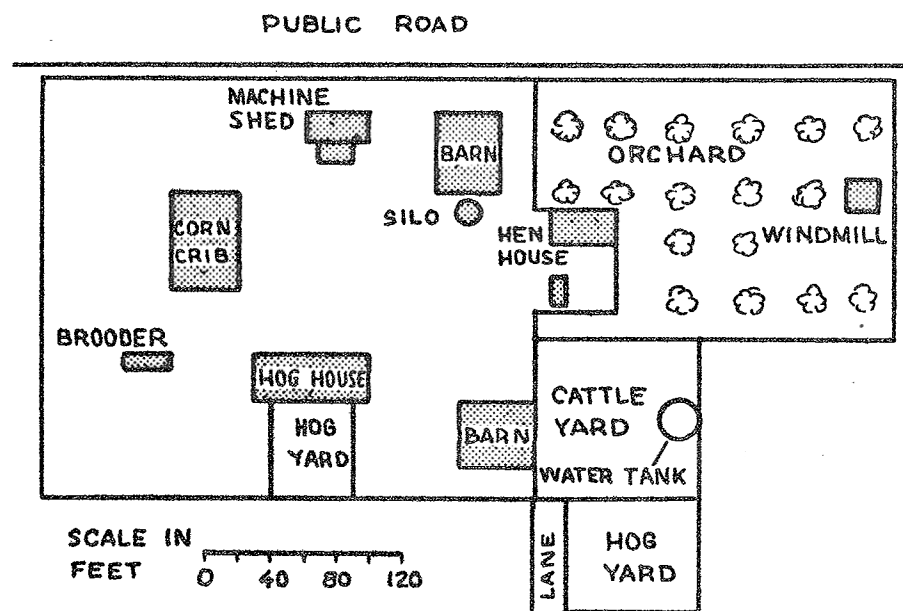 PUBLIC ROAD
MACHINE
SHED
BARN
ORCHARD
CORN
CRIB
SILO
HEN
HOUSE
WINDMILL
BROODER
HOG HOUSE
HOG
YARD
BARN
CATTLE
YARD
WATER TANK
SCALE IN
FEET
0 40 80 120
LANE
HOG
YARD